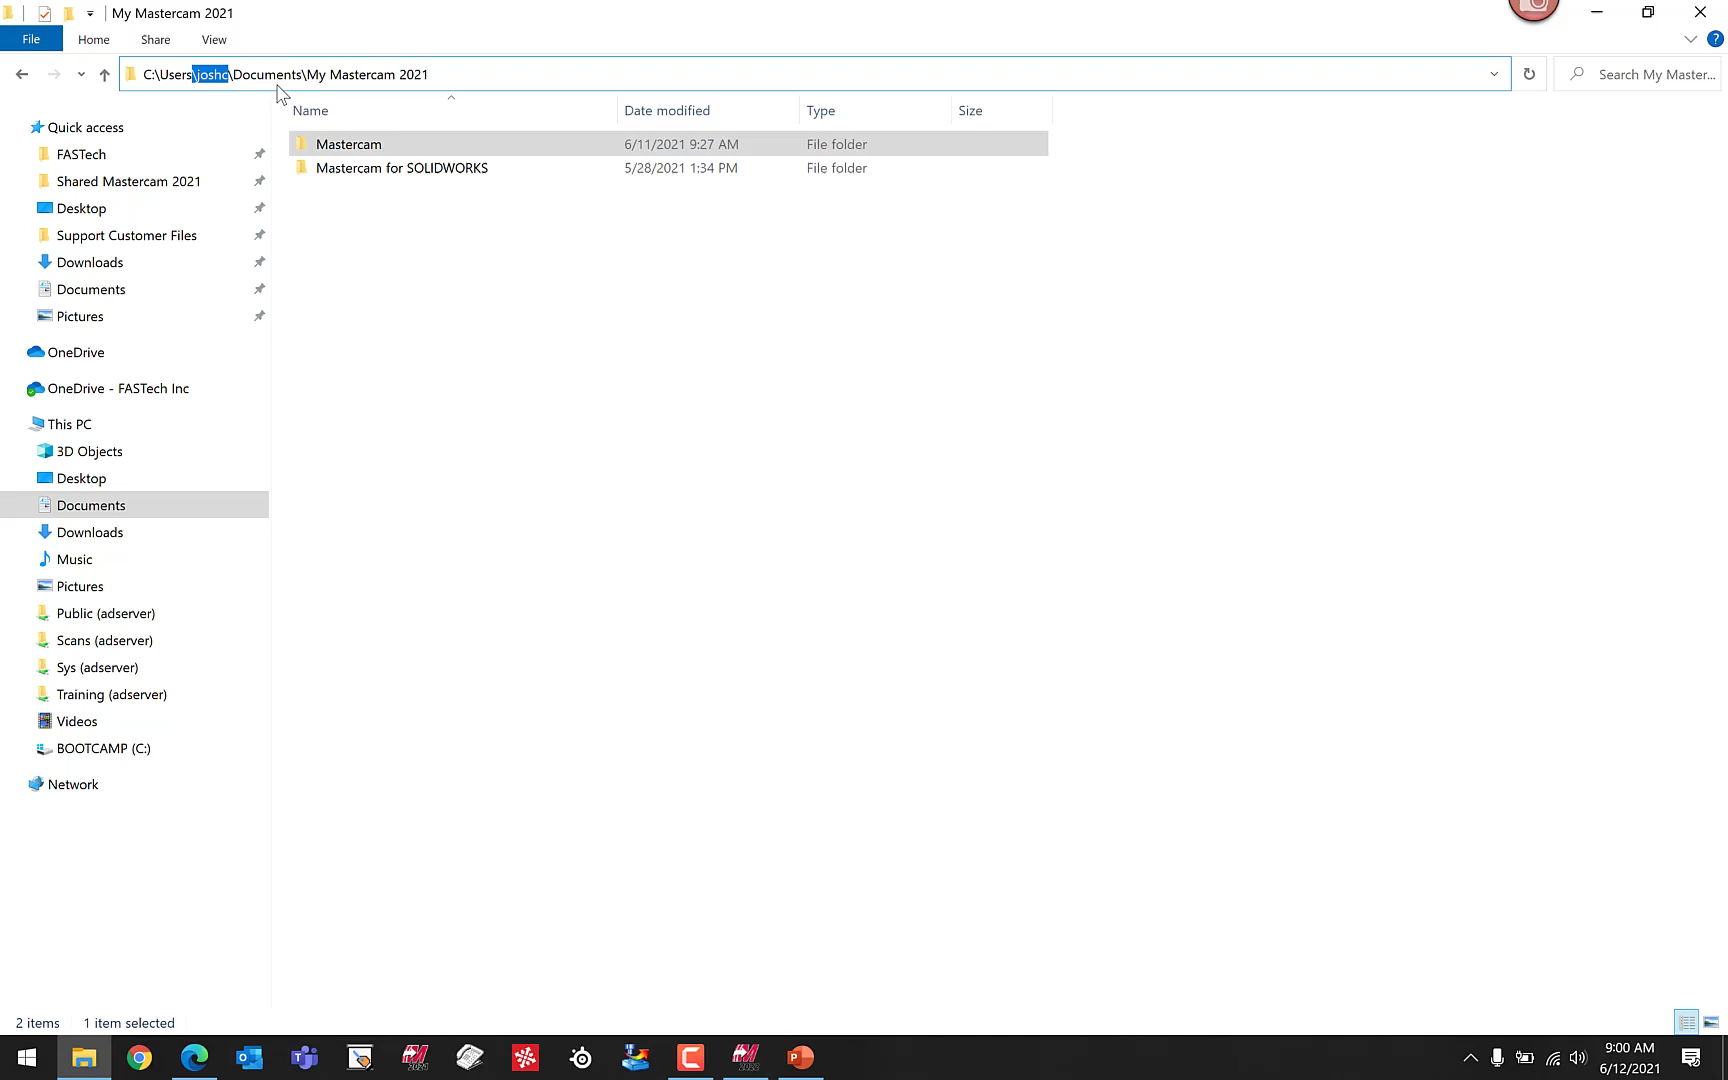 My Mastercam 2021
File Home Share View
C:\Users\joshc\Documents\My Mastercam 2021
Search My Master...
Name Date modified Type Size
Mastercam 6/11/2021 9:27 AM File folder
Mastercam for SOLIDWORKS 5/28/2021 1:34 PM File folder
Quick access
FASTech
Shared Mastercam 2021
Desktop
Support Customer Files
Downloads
Documents
Pictures
OneDrive
OneDrive - FASTech Inc
This PC
3D Objects
Desktop
Documents
Downloads
Music
Pictures
Public (adserver)
Scans (adserver)
Sys (adserver)
Training (adserver)
Videos
BOOTCAMP (C:)
Network
2 items 1 item selected
2021
2022
9:00 AM
6/12/2021